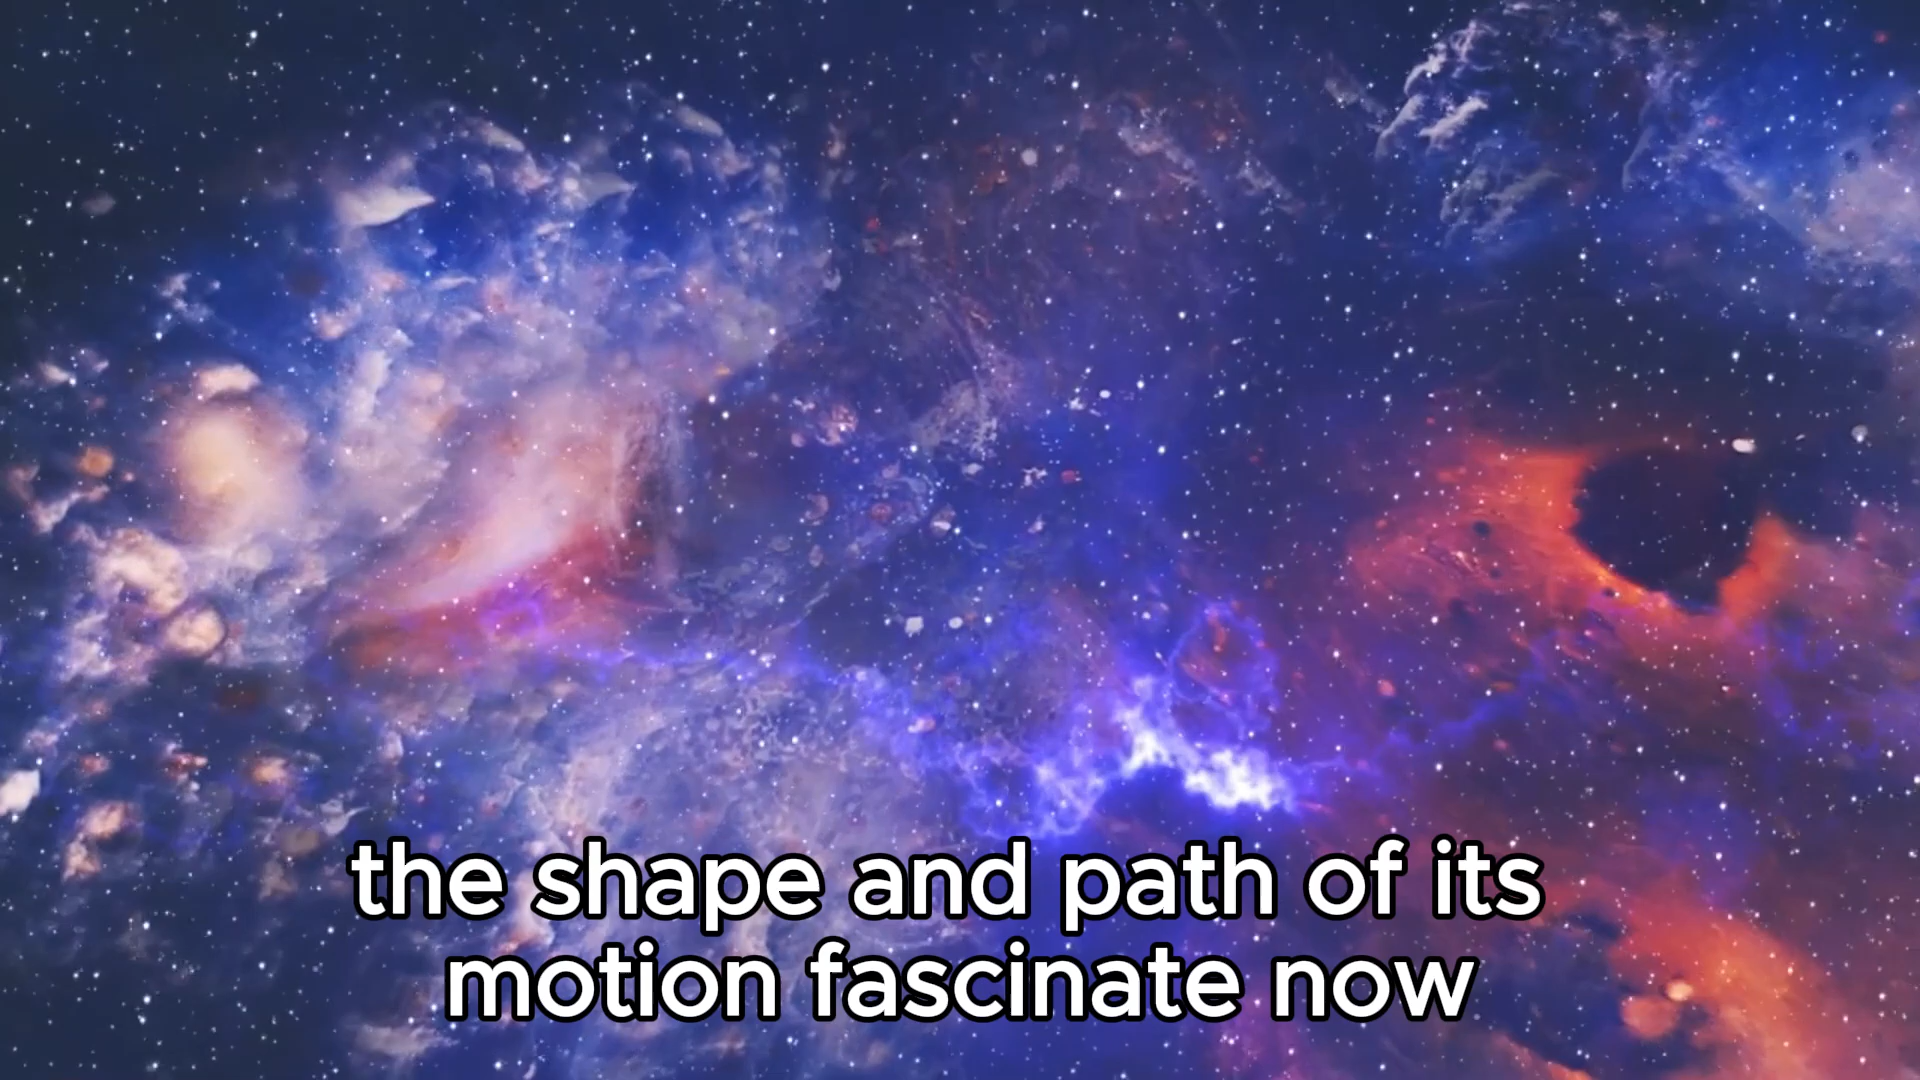 the shape and path of its
motion fascinate now